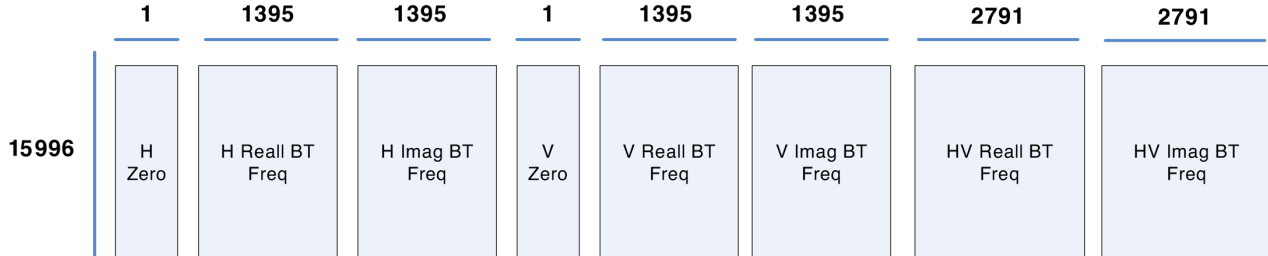 1 1395 1395 1 1395 1395 2791 2791
15996
H Zero
H Reall BT Freq
H Imag BT Freq
V Zero
V Reall BT Freq
V Imag BT Freq
HV Reall BT Freq
HV Imag BT Freq